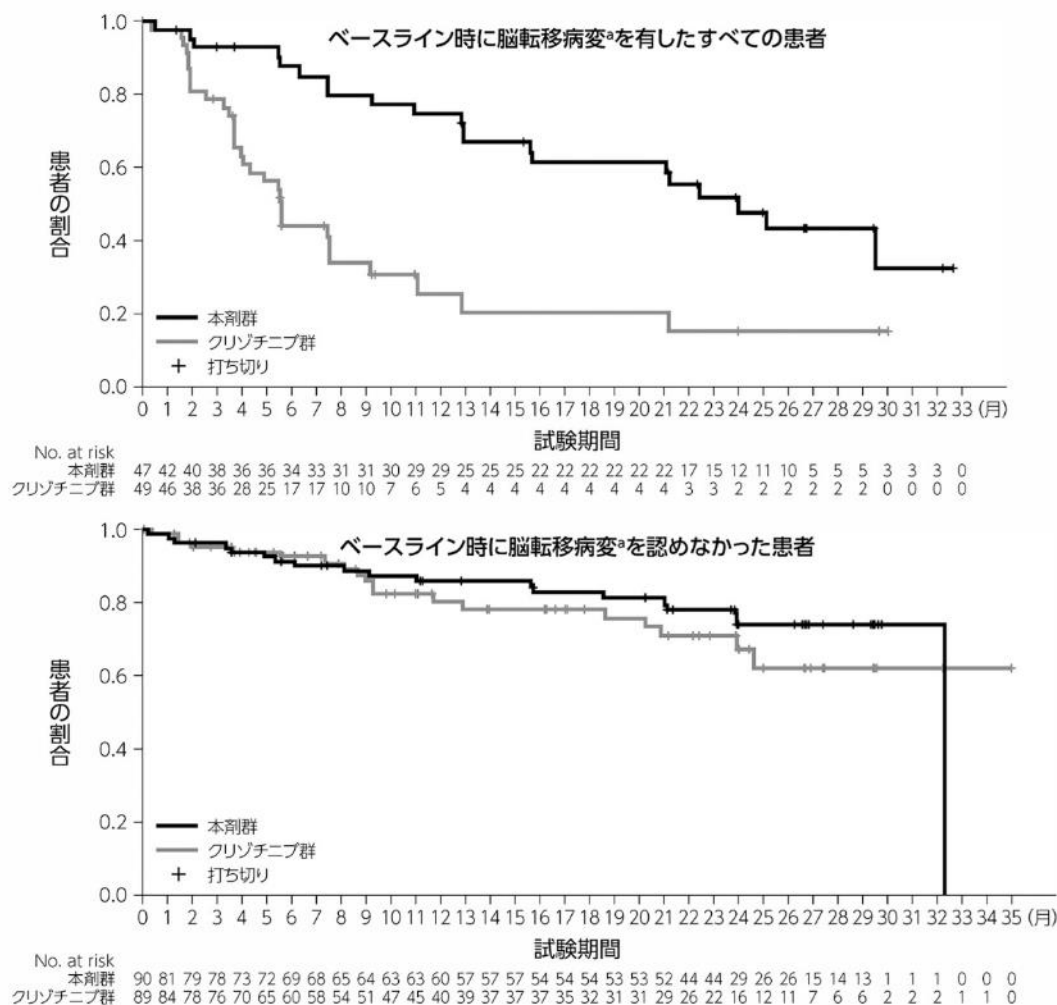 ベースライン時に脳転移病変ᵃを有したすべての患者
1.0
0.8
0.6
0.4
0.2
0.0
患者の割合
本剤群
クリゾチニブ群
打ち切り
0 1 2 3 4 5 6 7 8 9 10 11 12 13 14 15 16 17 18 19 20 21 22 23 24 25 26 27 28 29 30 31 32 33 (月)
試験期間
No. at risk
本剤群 47 42 40 38 36 36 34 33 31 31 30 29 29 25 25 25 22 22 22 22 22 22 17 15 12 11 10 5 5 5 3 3 3 0
クリゾチニブ群 49 46 38 36 28 25 17 17 10 10 7 6 5 4 4 4 4 4 4 4 4 4 3 3 2 2 2 2 2 2 0 0 0 0
ベースライン時に脳転移病変ᵃを認めなかった患者
1.0
0.8
0.6
0.4
0.2
0.0
患者の割合
本剤群
クリゾチニブ群
打ち切り
0 1 2 3 4 5 6 7 8 9 10 11 12 13 14 15 16 17 18 19 20 21 22 23 24 25 26 27 28 29 30 31 32 33 34 35 (月)
試験期間
No. at risk
本剤群 90 81 79 78 73 72 69 68 65 64 63 63 60 57 57 57 54 54 54 53 53 52 44 44 29 26 26 15 14 13 1 1 1 0 0 0
クリゾチニブ群 89 84 78 76 70 65 60 58 54 51 47 45 40 39 37 37 37 35 32 31 31 29 26 22 16 12 11 7 6 6 2 2 2 1 1 0